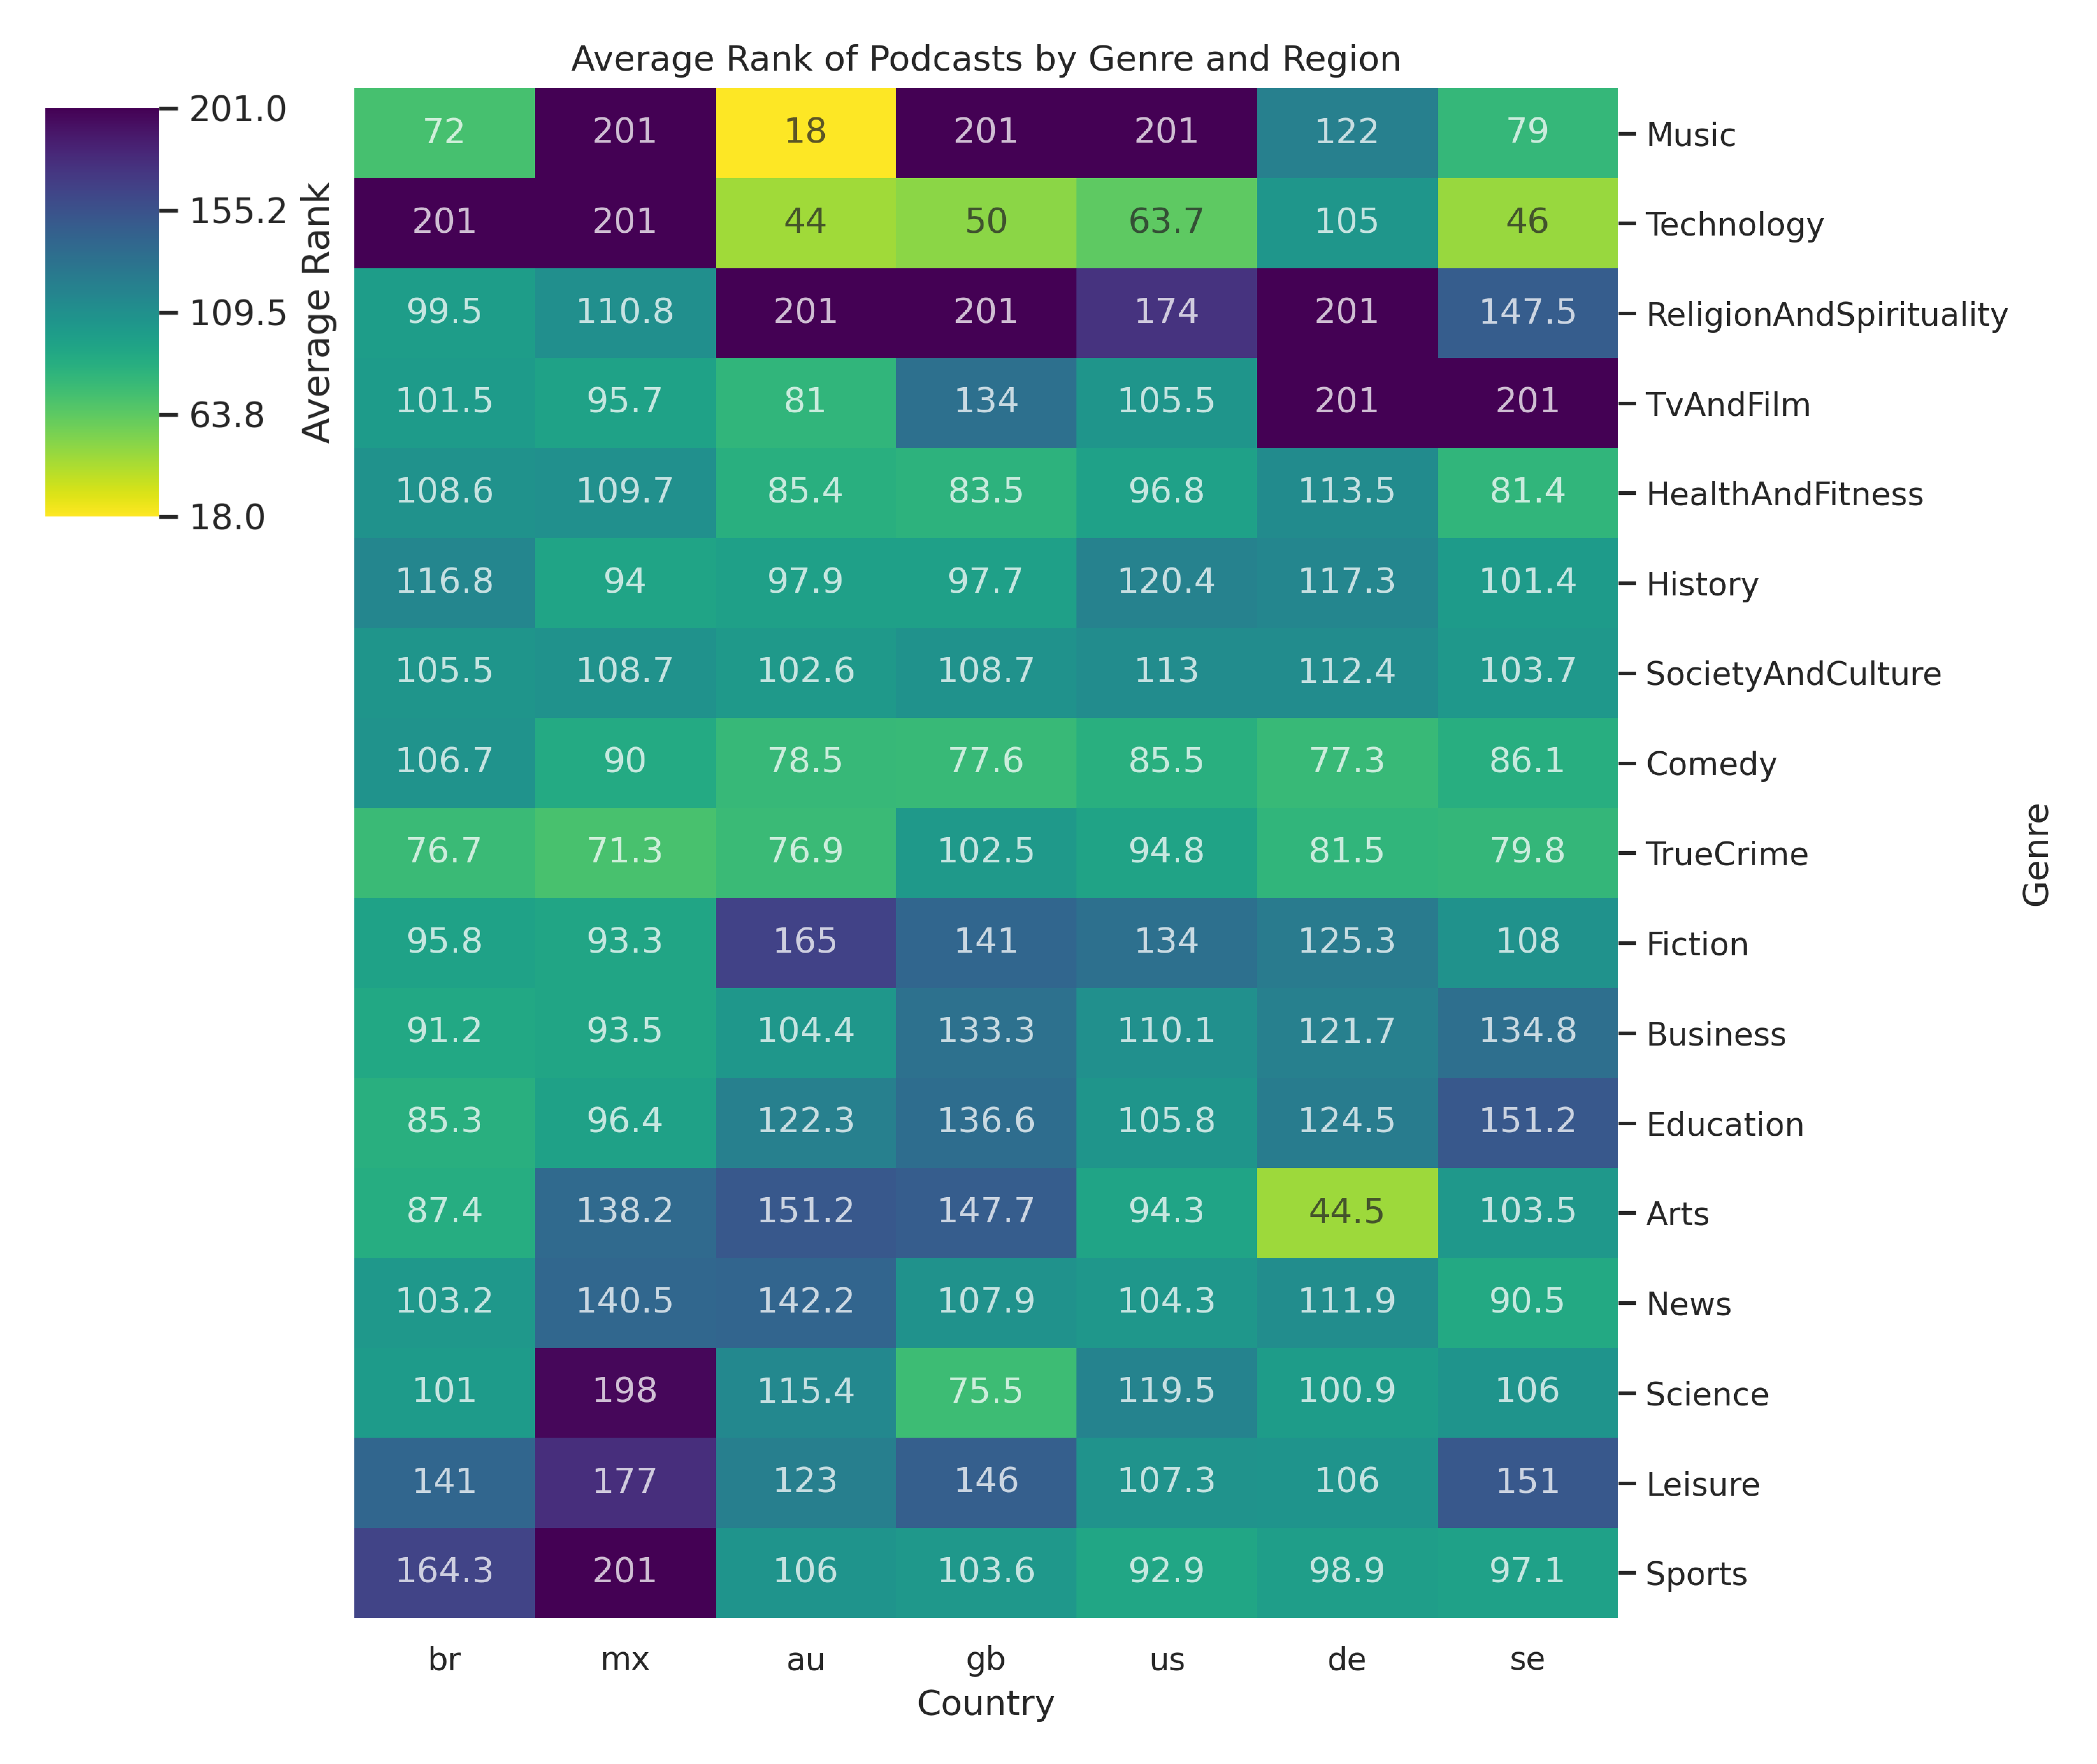 Average Rank of Podcasts by Genre and Region
201.0
155.2
109.5
63.8
18.0
Average Rank
72 201 18 201 201 122 79 Music
201 201 44 50 63.7 105 46 Technology
99.5 110.8 201 201 174 201 147.5 ReligionAndSpirituality
101.5 95.7 81 134 105.5 201 201 TvAndFilm
108.6 109.7 85.4 83.5 96.8 113.5 81.4 HealthAndFitness
116.8 94 97.9 97.7 120.4 117.3 101.4 History
105.5 108.7 102.6 108.7 113 112.4 103.7 SocietyAndCulture
106.7 90 78.5 77.6 85.5 77.3 86.1 Comedy
76.7 71.3 76.9 102.5 94.8 81.5 79.8 TrueCrime
95.8 93.3 165 141 134 125.3 108 Fiction
91.2 93.5 104.4 133.3 110.1 121.7 134.8 Business
85.3 96.4 122.3 136.6 105.8 124.5 151.2 Education
87.4 138.2 151.2 147.7 94.3 44.5 103.5 Arts
103.2 140.5 142.2 107.9 104.3 111.9 90.5 News
101 198 115.4 75.5 119.5 100.9 106 Science
141 177 123 146 107.3 106 151 Leisure
164.3 201 106 103.6 92.9 98.9 97.1 Sports
Genre
br mx au gb us de se
Country